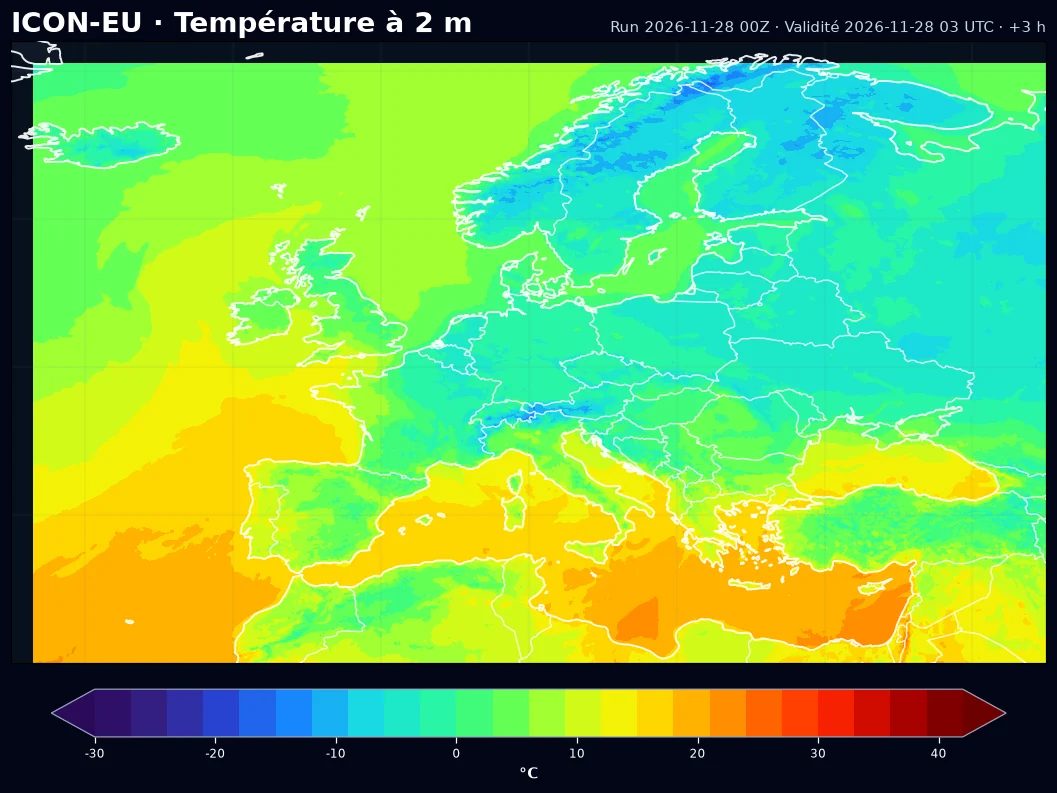 ICON-EU · Température à 2 m
Run 2026-11-28 00Z · Validité 2026-11-28 03 UTC · +3 h
-30 -20 -10 0 10 20 30 40
°C